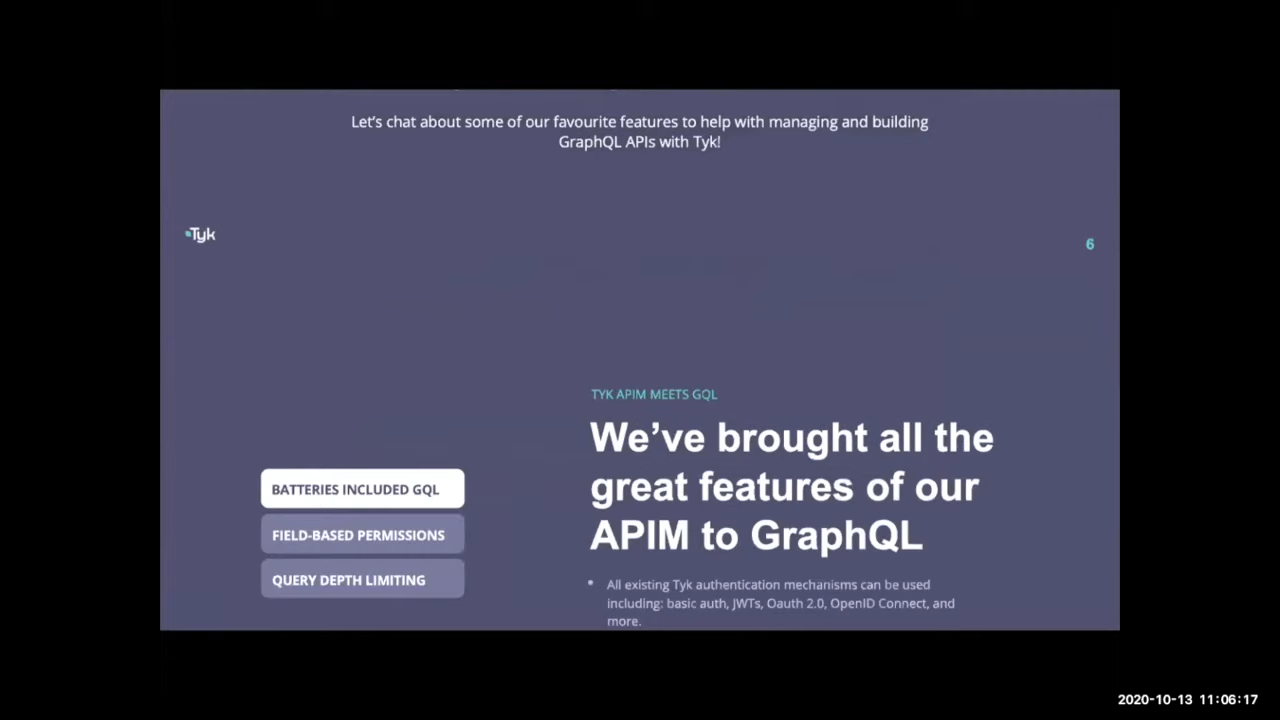 Let's chat about some of our favourite features to help with managing and building
GraphQL APIs with Tyk!
Tyk
6
TYK APIM MEETS GQL
We've brought all the
great features of our
APIM to GraphQL
BATTERIES INCLUDED GQL
FIELD-BASED PERMISSIONS
QUERY DEPTH LIMITING
• All existing Tyk authentication mechanisms can be used
including: basic auth, JWTs, Oauth 2.0, OpenID Connect, and
more.
2020-10-13 11:06:17